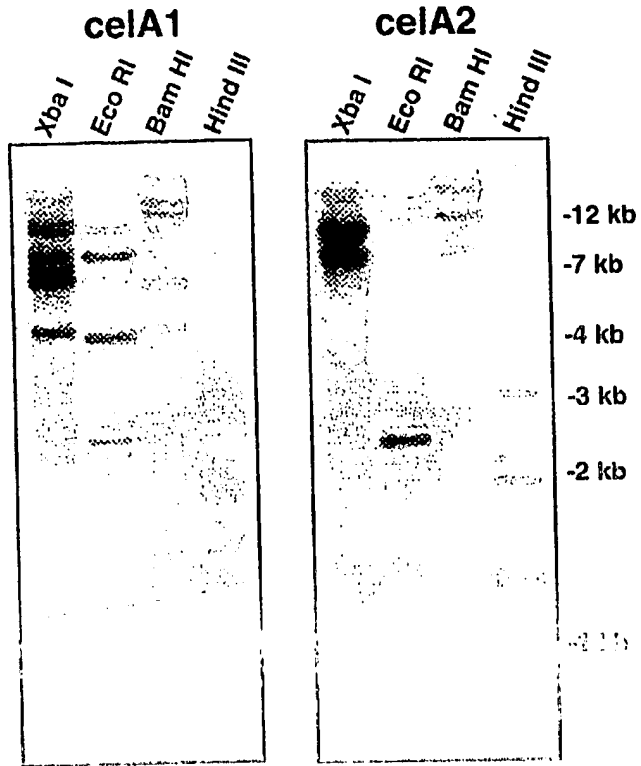 celA1 celA2
Xba I Eco RI Bam HI Hind III Xba I Eco RI Bam HI Hind III
-12 kb
-7 kb
-4 kb
-3 kb
-2 kb